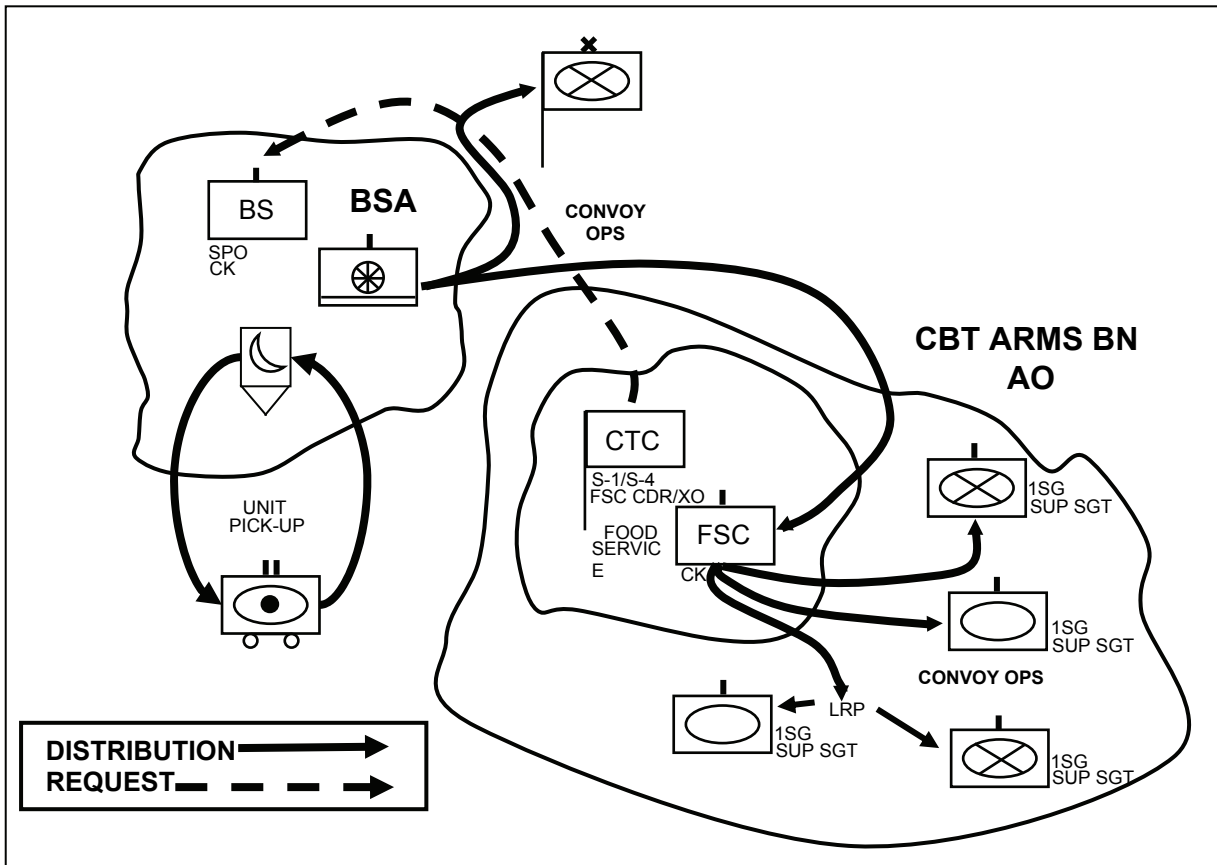 BS
SPO
CK
BSA
CONVOY
OPS
UNIT
PICK-UP
CBT ARMS BN
AO
CTC
S-1/S-4
FSC CDR/XO
FOOD
SERVIC
E
FSC
CK
1SG
SUP SGT
1SG
SUP SGT
CONVOY OPS
LRP
1SG
SUP SGT
1SG
SUP SGT
DISTRIBUTION
REQUEST